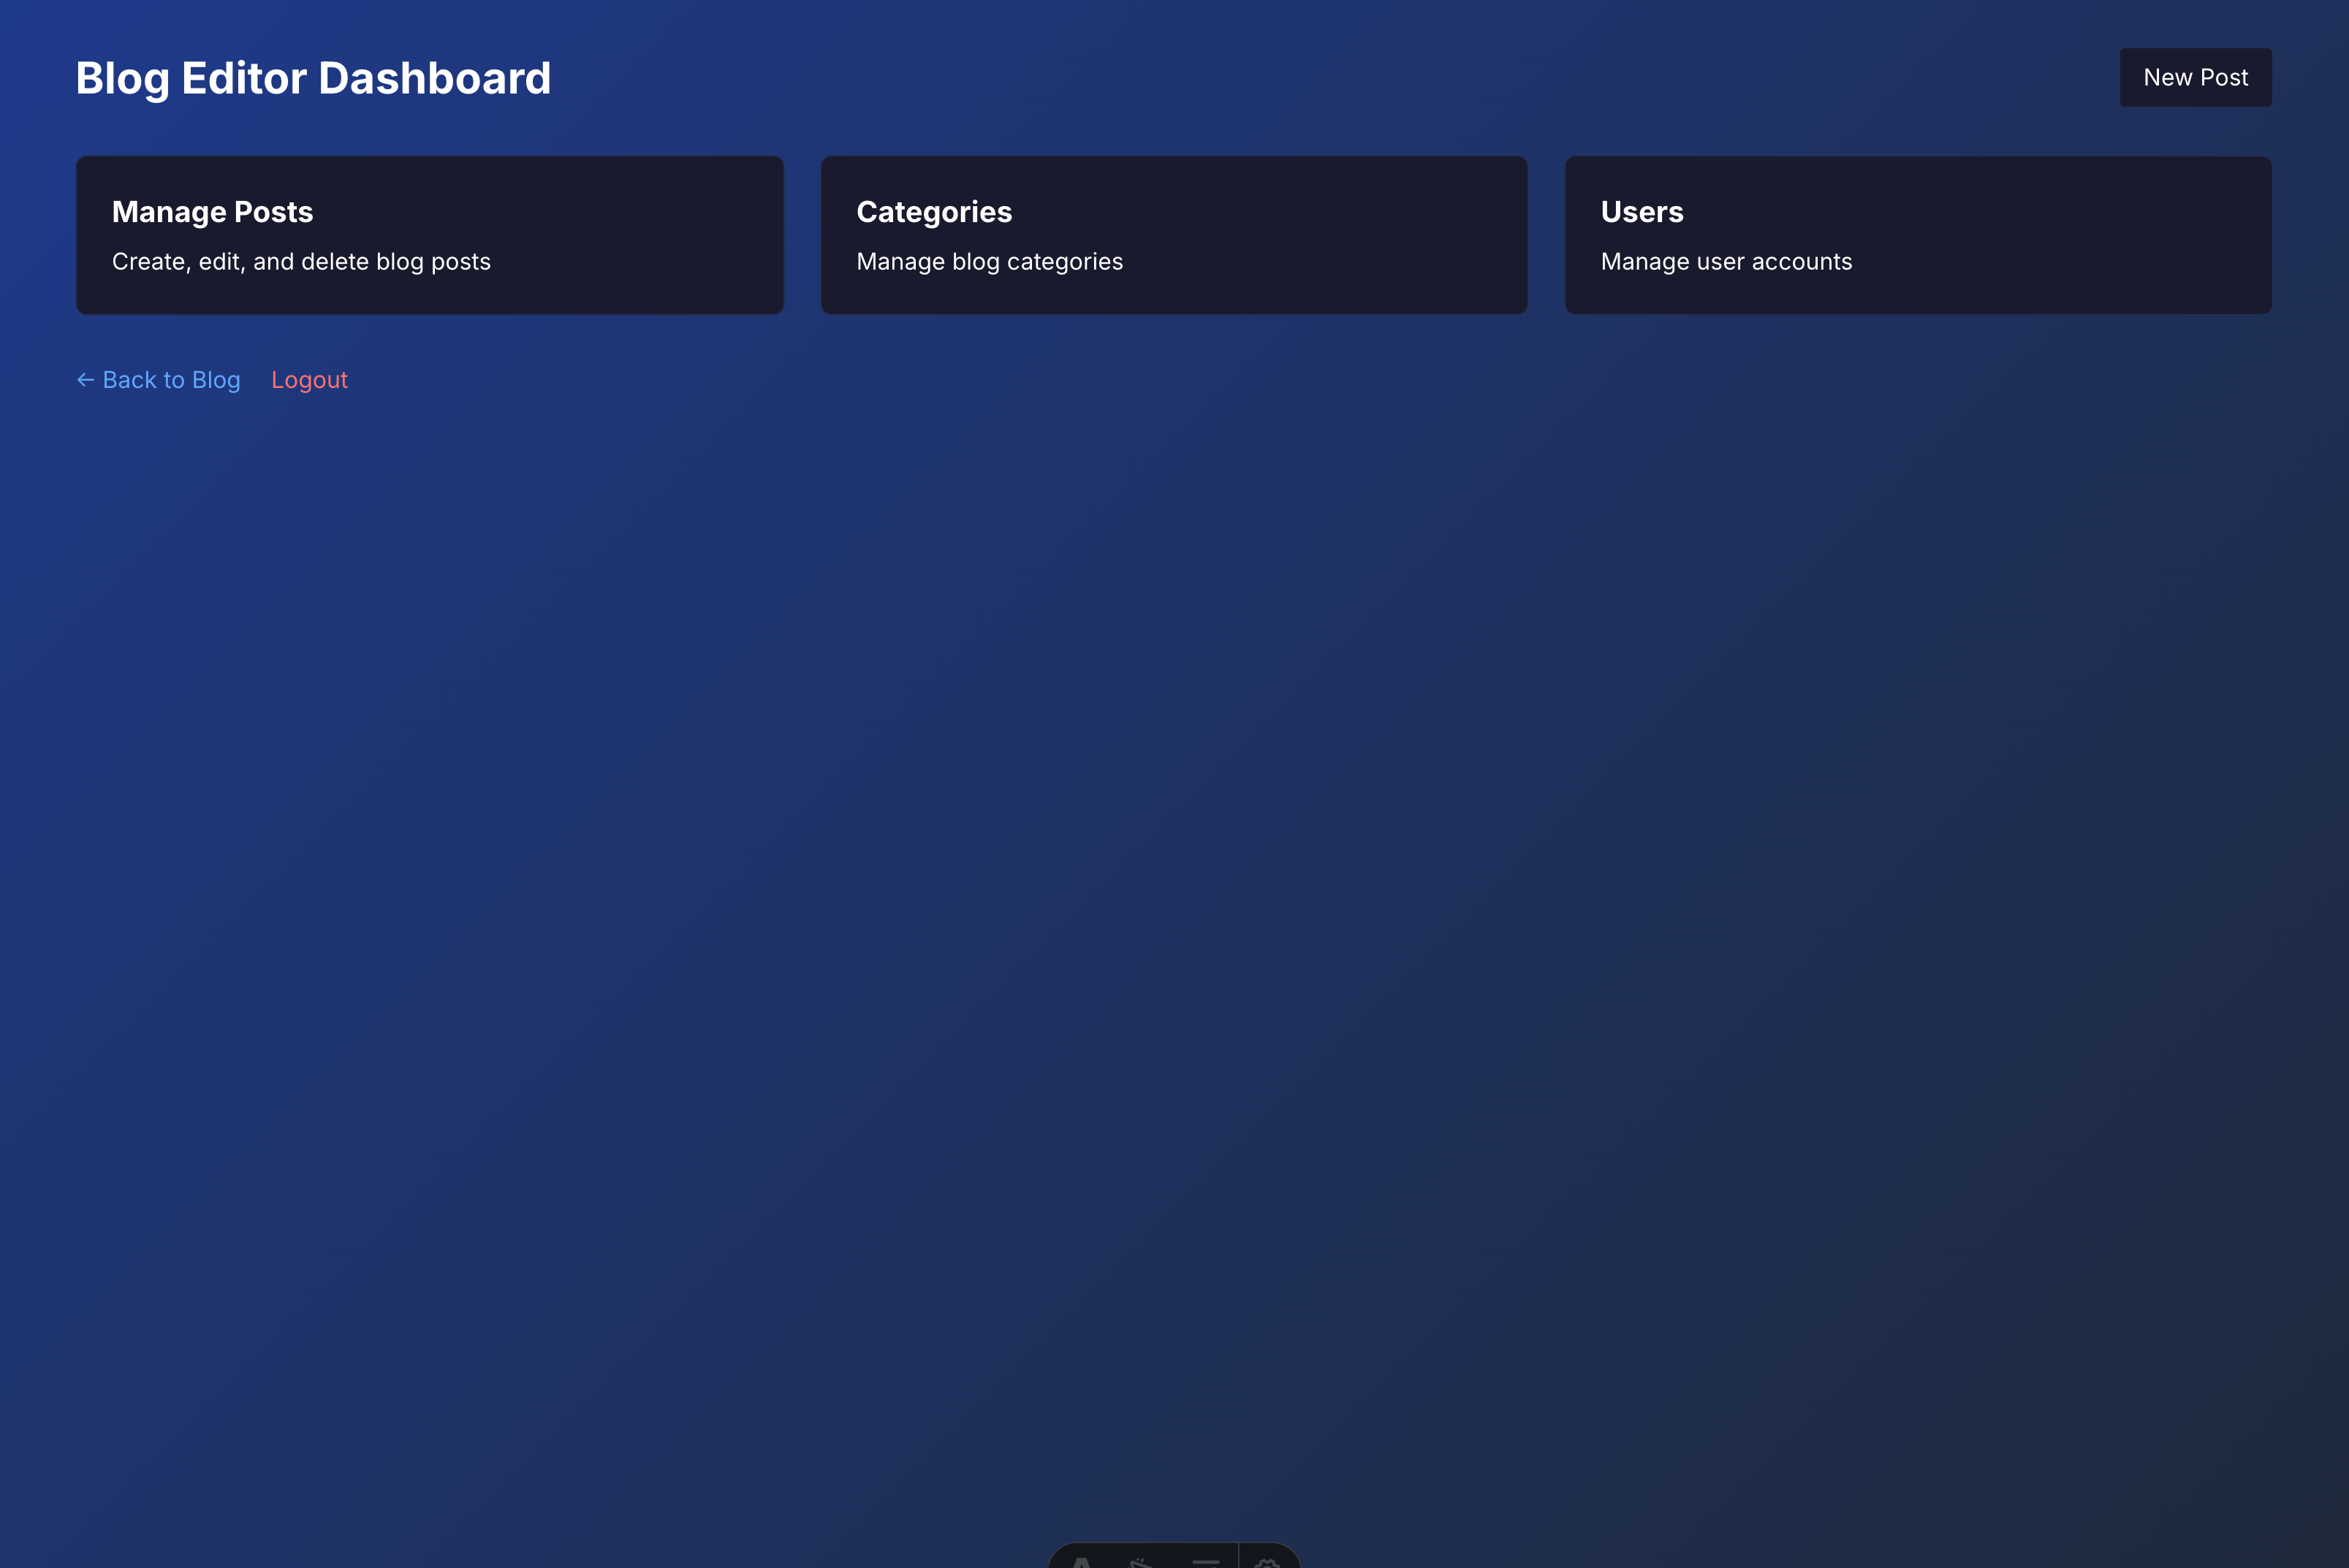 Blog Editor Dashboard
New Post
Manage Posts
Create, edit, and delete blog posts
Categories
Manage blog categories
Users
Manage user accounts
← Back to Blog
Logout